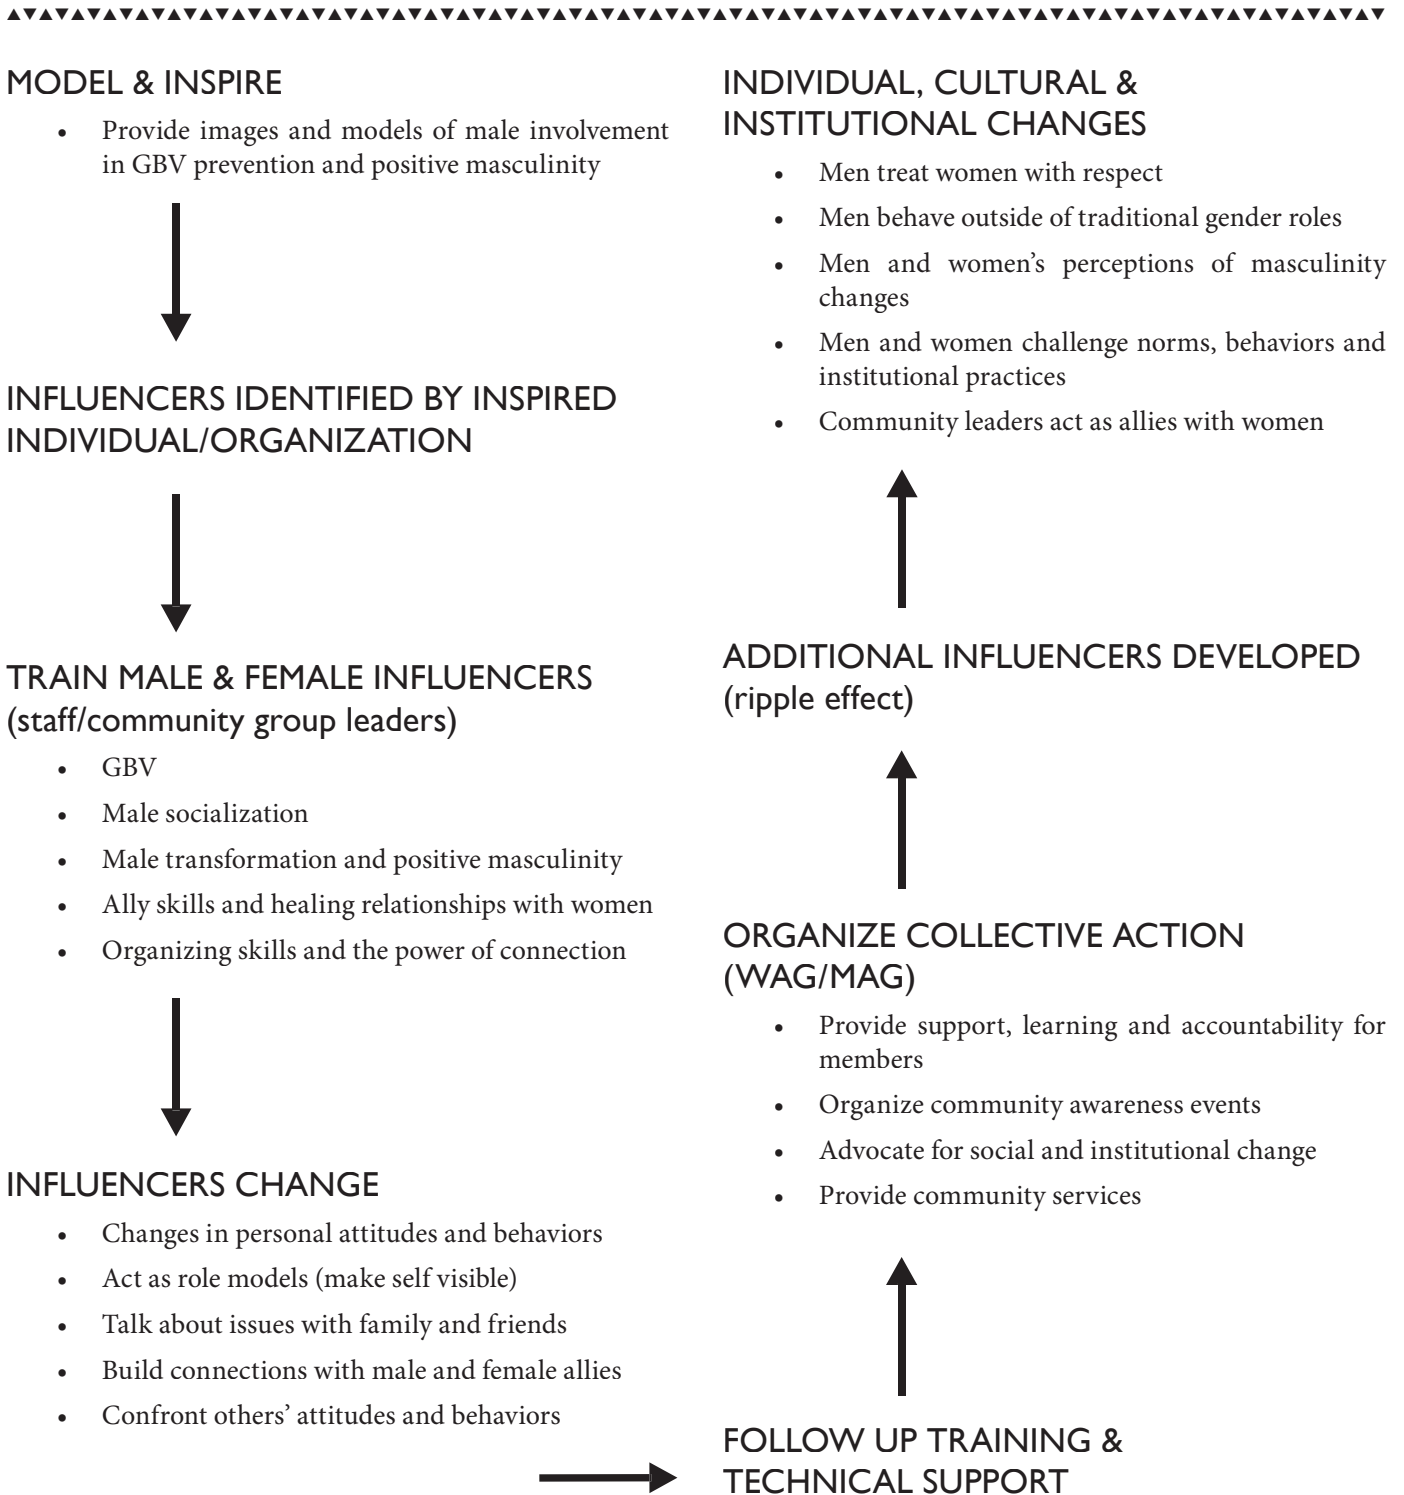 MODEL & INSPIRE
• Provide images and models of male involvement
in GBV prevention and positive masculinity
INFLUENCERS IDENTIFIED BY INSPIRED
INDIVIDUAL/ORGANIZATION
TRAIN MALE & FEMALE INFLUENCERS
(staff/community group leaders)
• GBV
• Male socialization
• Male transformation and positive masculinity
• Ally skills and healing relationships with women
• Organizing skills and the power of connection
INFLUENCERS CHANGE
• Changes in personal attitudes and behaviors
• Act as role models (make self visible)
• Talk about issues with family and friends
• Build connections with male and female allies
• Confront others’ attitudes and behaviors
FOLLOW UP TRAINING &
TECHNICAL SUPPORT
ORGANIZE COLLECTIVE ACTION
(WAG/MAG)
• Provide support, learning and accountability for
members
• Organize community awareness events
• Advocate for social and institutional change
• Provide community services
ADDITIONAL INFLUENCERS DEVELOPED
(ripple effect)
INDIVIDUAL, CULTURAL &
INSTITUTIONAL CHANGES
• Men treat women with respect
• Men behave outside of traditional gender roles
• Men and women’s perceptions of masculinity
changes
• Men and women challenge norms, behaviors and
institutional practices
• Community leaders act as allies with women